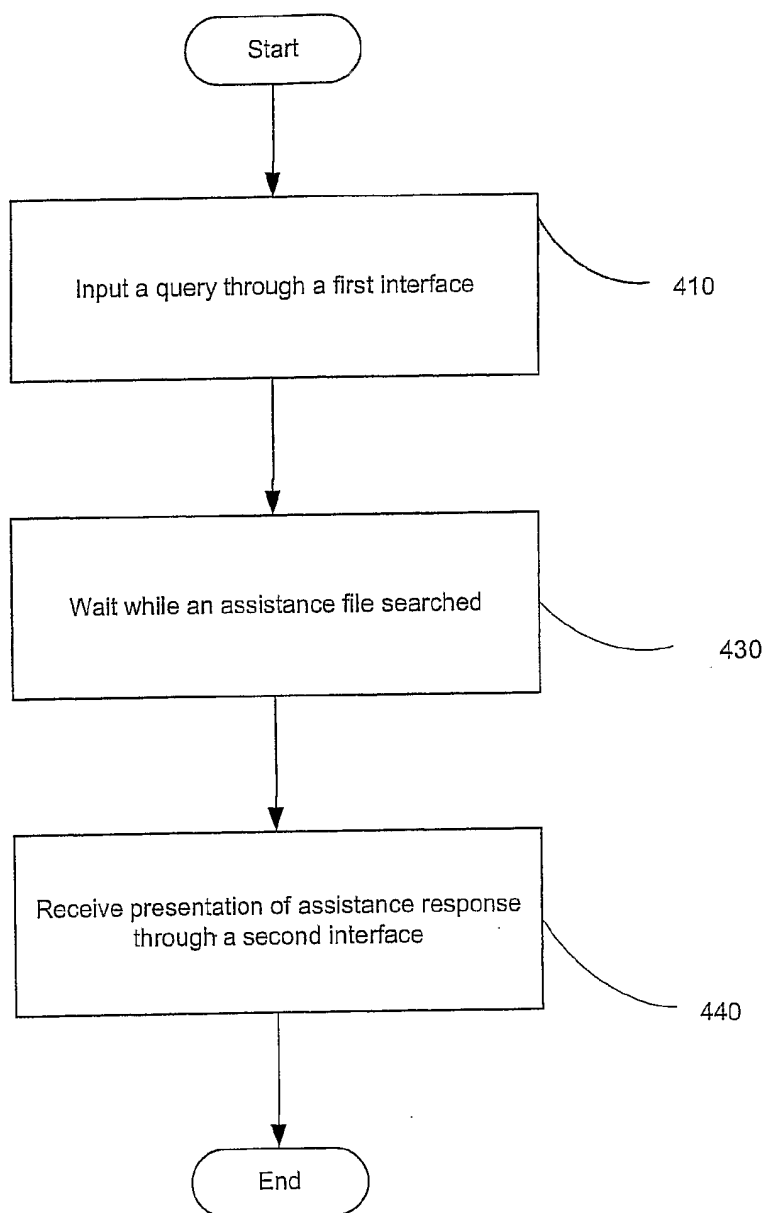 Start
Input a query through a first interface
410
Wait while an assistance file searched
430
Receive presentation of assistance response
through a second interface
440
End